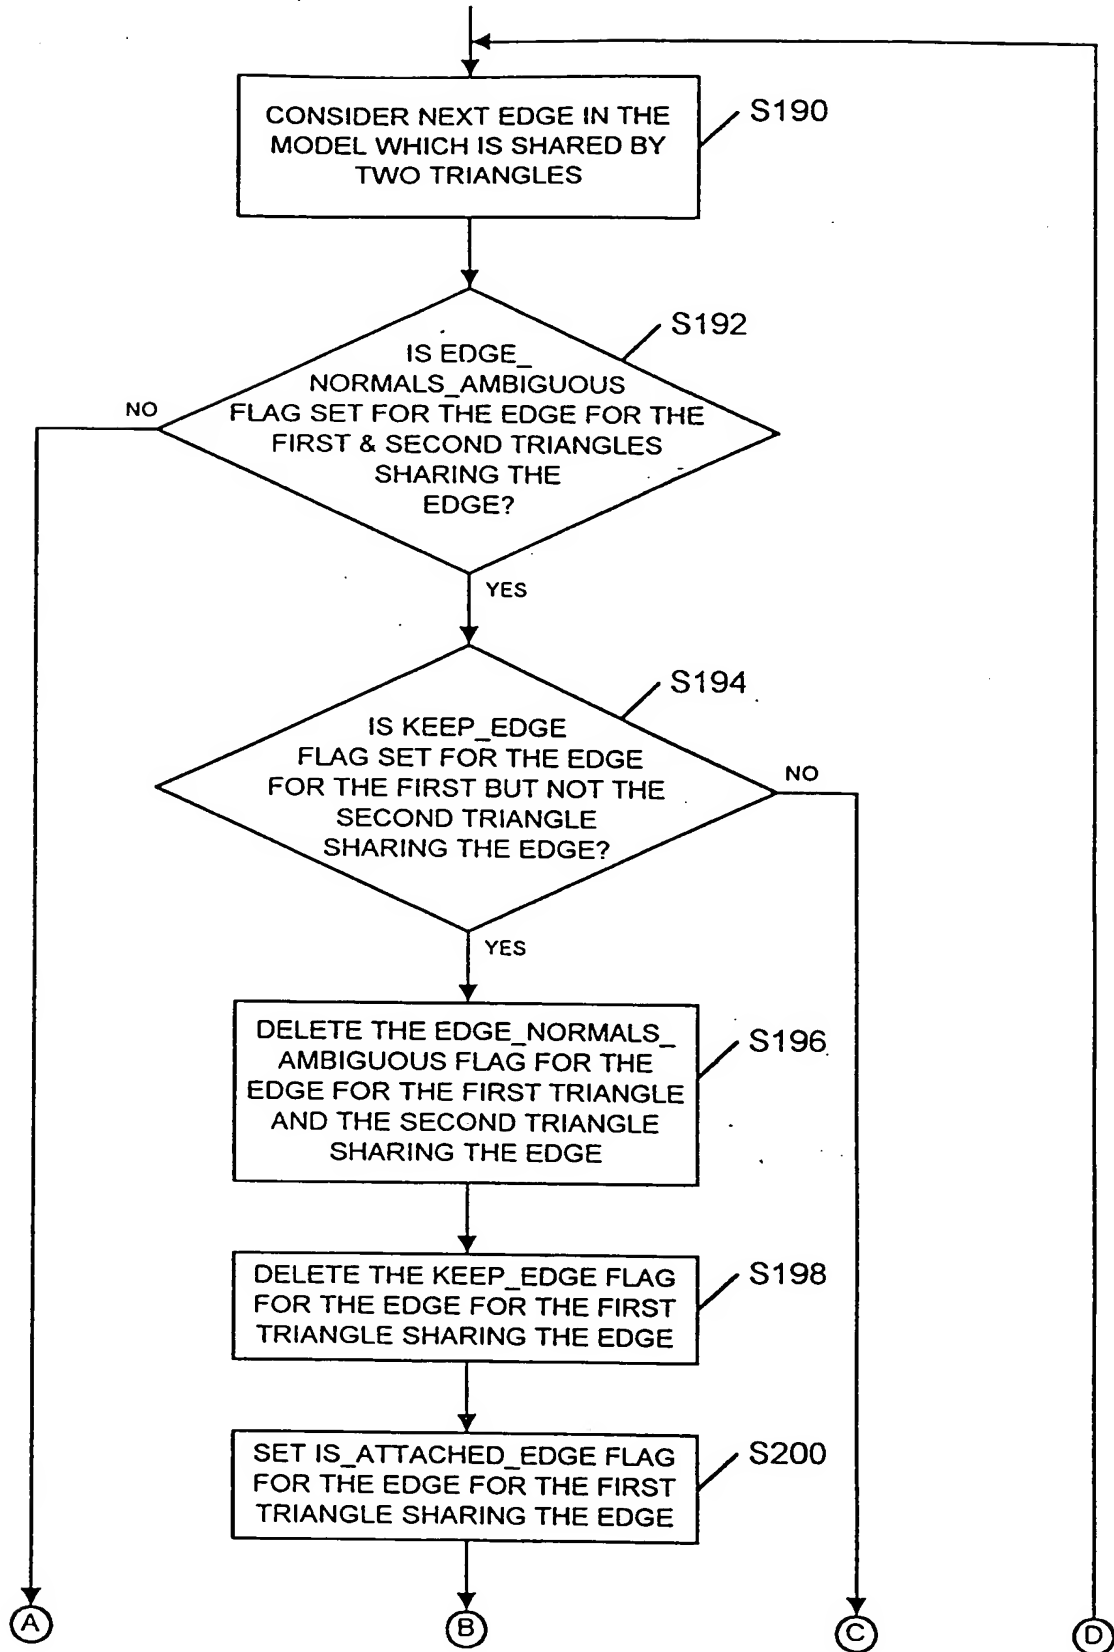 CONSIDER NEXT EDGE IN THE
MODEL WHICH IS SHARED BY
TWO TRIANGLES
S190
IS EDGE_
NORMALS_AMBIGUOUS
FLAG SET FOR THE EDGE FOR THE
FIRST & SECOND TRIANGLES
SHARING THE
EDGE?
S192
NO
YES
IS KEEP_EDGE
FLAG SET FOR THE EDGE
FOR THE FIRST BUT NOT THE
SECOND TRIANGLE
SHARING THE EDGE?
S194
NO
YES
DELETE THE EDGE_NORMALS_
AMBIGUOUS FLAG FOR THE
EDGE FOR THE FIRST TRIANGLE
AND THE SECOND TRIANGLE
SHARING THE EDGE
S196
DELETE THE KEEP_EDGE FLAG
FOR THE EDGE FOR THE FIRST
TRIANGLE SHARING THE EDGE
S198
SET IS_ATTACHED_EDGE FLAG
FOR THE EDGE FOR THE FIRST
TRIANGLE SHARING THE EDGE
S200
A
B
C
D